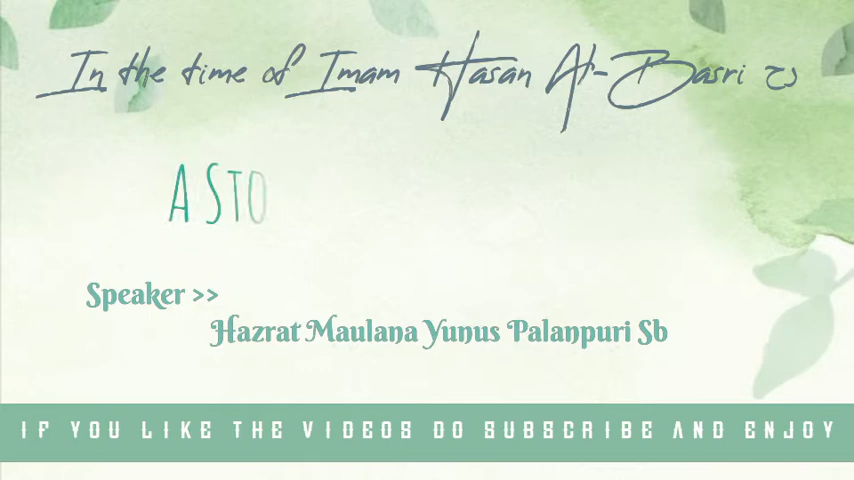 In the time of Imam Hasan Al-Basri
A STO
Speaker >>
Hazrat Maulana Yunus Palanpuri Sb
IF YOU LIKE THE VIDEOS DO SUBSCRIBE AND ENJOY